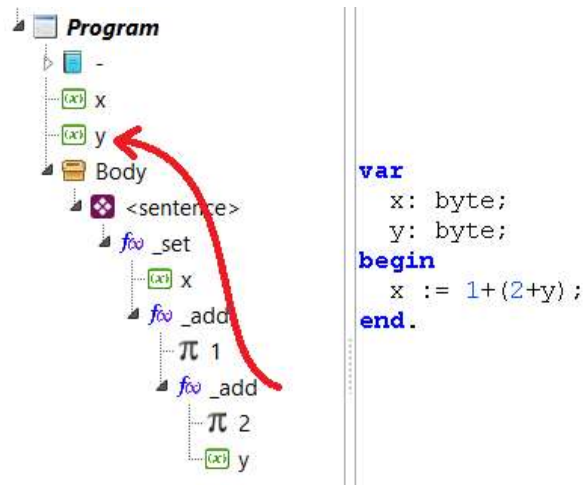 Program
-
(x) x
(x) y
Body
<sentence>
f(x) _set
(x) x
f(x) _add
π 1
f(x) _add
π 2
(x) y
var
x: byte;
y: byte;
begin
x := 1+(2+y);
end.